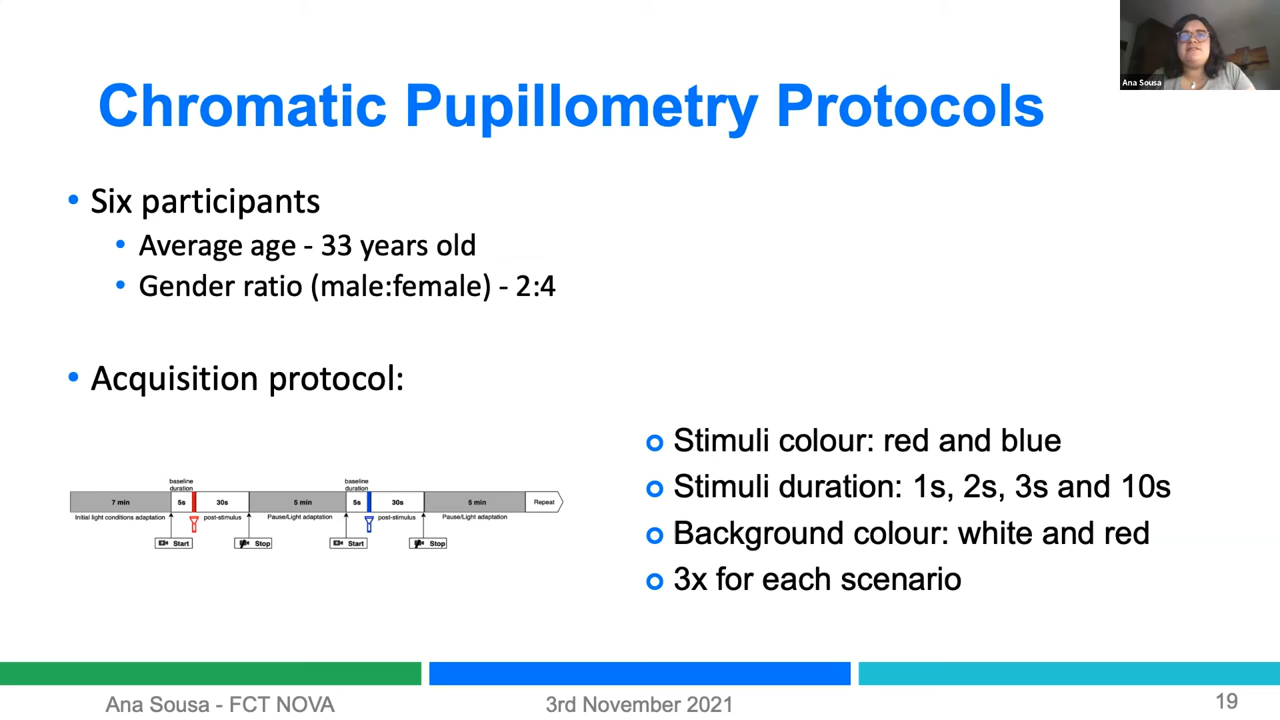 Ana Sousa
Chromatic Pupillometry Protocols
• Six participants
• Average age - 33 years old
• Gender ratio (male:female) - 2:4
• Acquisition protocol:
baseline
duration
baseline
duration
7 min 5s 30s 5 min 5s 30s 5 min Repeat
Initial light conditions adaptation post-stimulus Pause/Light adaptation post-stimulus Pause/Light adaptation
Start Stop Start Stop
Stimuli colour: red and blue
Stimuli duration: 1s, 2s, 3s and 10s
Background colour: white and red
3x for each scenario
Ana Sousa - FCT NOVA 3rd November 2021 19